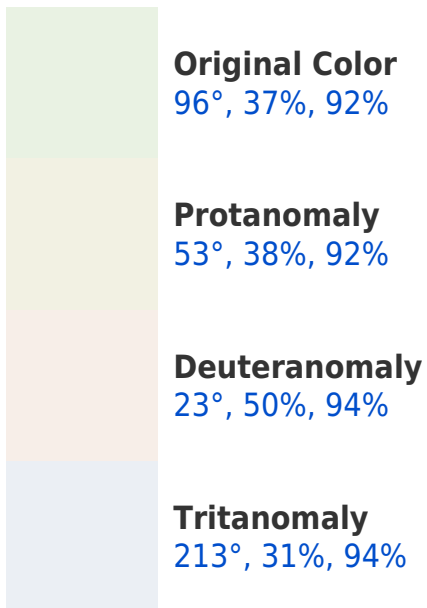 Original Color
96°, 37%, 92%
Protanomaly
53°, 38%, 92%
Deuteranomaly
23°, 50%, 94%
Tritanomaly
213°, 31%, 94%